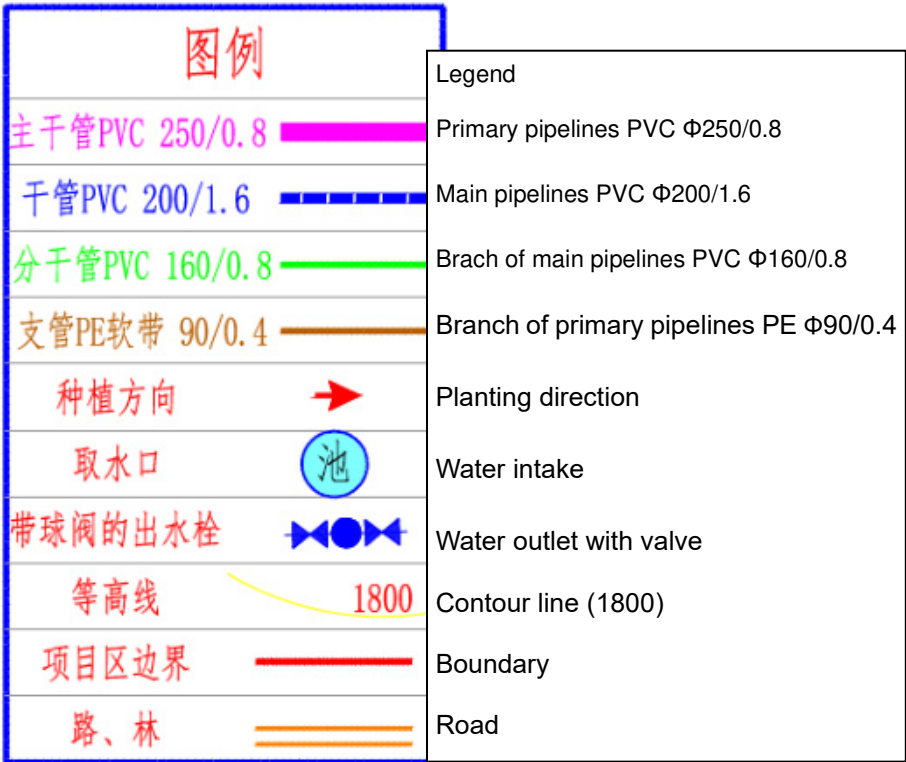 图例
Legend
主干管PVC 250/0.8
Primary pipelines PVC Φ250/0.8
干管PVC 200/1.6
Main pipelines PVC Φ200/1.6
分干管PVC 160/0.8
Brach of main pipelines PVC Φ160/0.8
支管PE软带 90/0.4
Branch of primary pipelines PE Φ90/0.4
种植方向
Planting direction
取水口 池
Water intake
带球阀的出水栓
Water outlet with valve
等高线 1800
Contour line (1800)
项目区边界
Boundary
路、林
Road